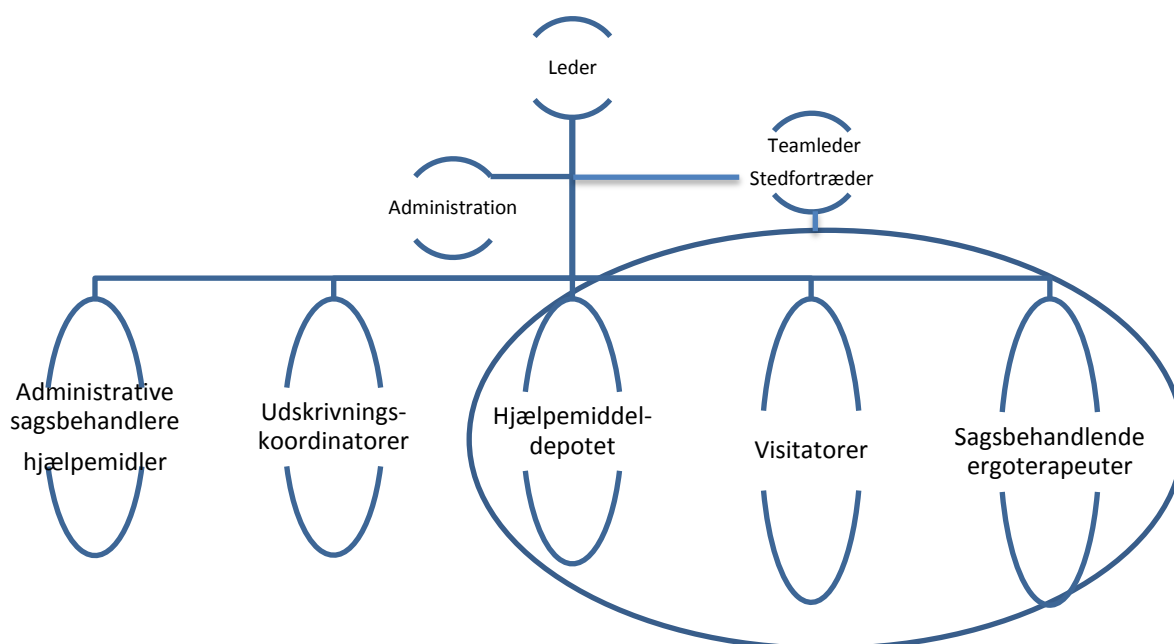 Leder
Teamleder
Stedfortræder
Administration
Administrative
sagsbehandlere
hjælpemidler
Udskrivnings-
koordinatorer
Hjælpemiddel-
depotet
Visitatorer
Sagsbehandlende
ergoterapeuter